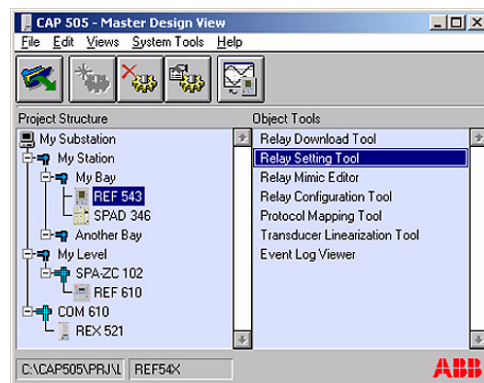 CAP 505 - Master Design View
File Edit Views System Tools Help
Project Structure
Object Tools
My Substation
My Station
My Bay
REF 543
SPAD 346
Another Bay
My Level
SPA-ZC 102
REF 610
COM 610
REX 521
Relay Download Tool
Relay Setting Tool
Relay Mimic Editor
Relay Configuration Tool
Protocol Mapping Tool
Transducer Linearization Tool
Event Log Viewer
C:\CAP505\PRJ\L REF54X
ABB